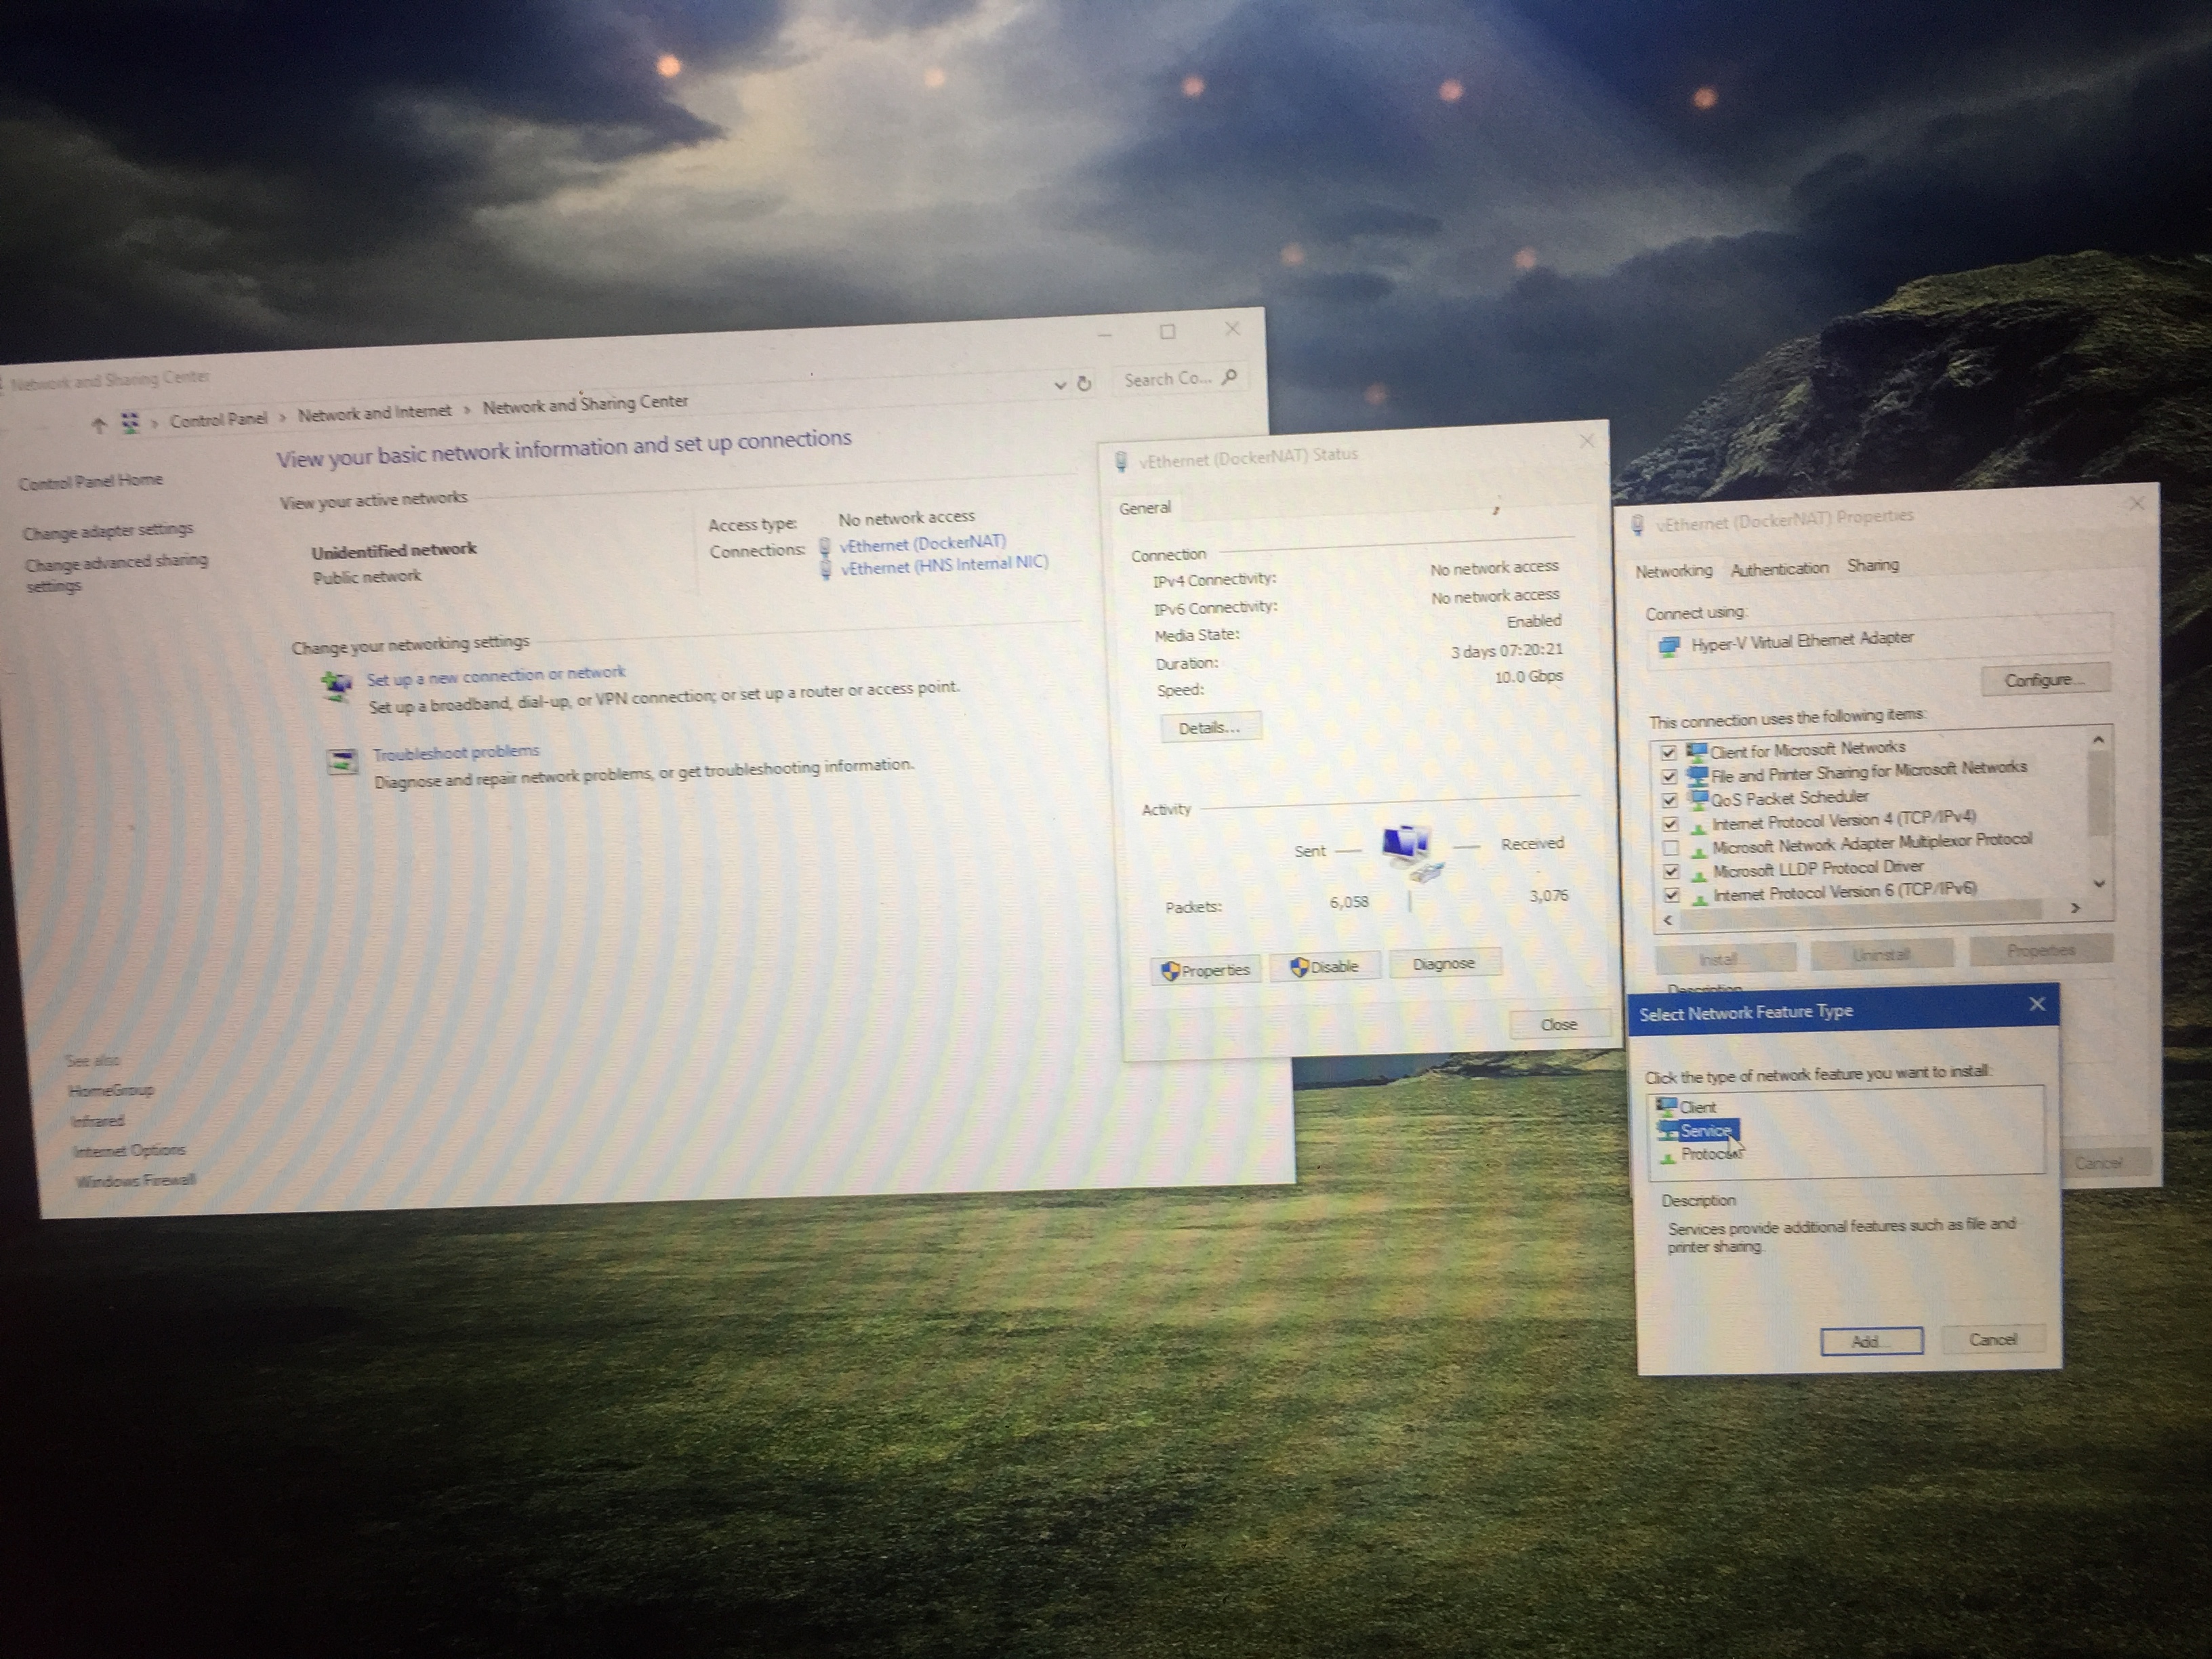 Network and Sharing Center
Control Panel > Network and Internet > Network and Sharing Center
Search Co...
Control Panel Home
Change adapter settings
Change advanced sharing
settings
View your basic network information and set up connections
View your active networks
Unidentified network
Public network
Access type: No network access
Connections: vEthernet (DockerNAT)
vEthernet (HNS Internal NIC)
Change your networking settings
Set up a new connection or network
Set up a broadband, dial-up, or VPN connection; or set up a router or access point.
Troubleshoot problems
Diagnose and repair network problems, or get troubleshooting information.
See also
HomeGroup
Infrared
Internet Options
Windows Firewall
vEthernet (DockerNAT) Status
General
Connection
IPv4 Connectivity: No network access
IPv6 Connectivity: No network access
Media State: Enabled
Duration: 3 days 07:20:21
Speed: 10.0 Gbps
Details...
Activity
Sent — — Received
Packets: 6,058 3,076
Properties Disable Diagnose
Close
vEthernet (DockerNAT) Properties
Networking Authentication Sharing
Connect using:
Hyper-V Virtual Ethernet Adapter
Configure...
This connection uses the following items:
Client for Microsoft Networks
File and Printer Sharing for Microsoft Networks
QoS Packet Scheduler
Internet Protocol Version 4 (TCP/IPv4)
Microsoft Network Adapter Multiplexor Protocol
Microsoft LLDP Protocol Driver
Internet Protocol Version 6 (TCP/IPv6)
Install... Uninstall Properties
Description
Cancel
Select Network Feature Type
Click the type of network feature you want to install:
Client
Service
Protocol
Description
Services provide additional features such as file and
printer sharing.
Add... Cancel